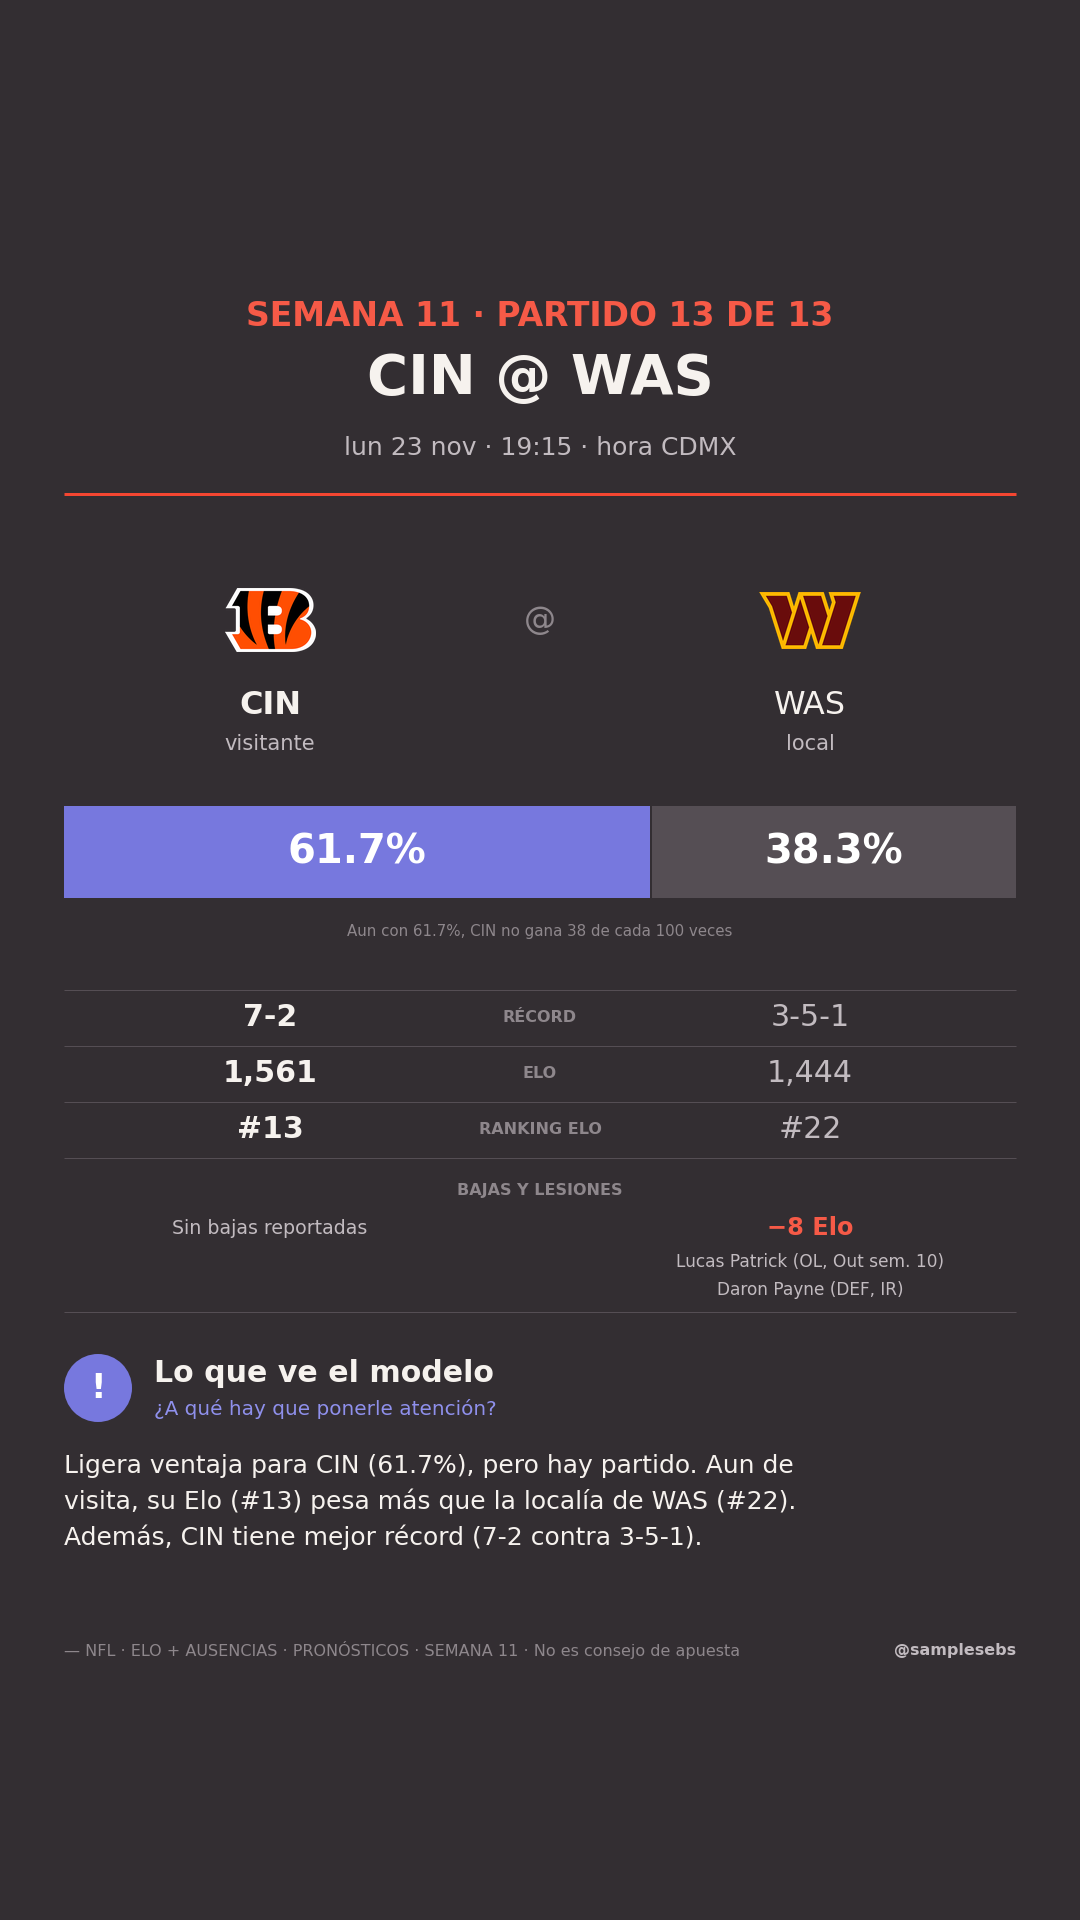 SEMANA 11 · PARTIDO 13 DE 13
CIN @ WAS
lun 23 nov · 19:15 · hora CDMX
@
CIN
WAS
visitante
local
61.7%
38.3%
Aun con 61.7%, CIN no gana 38 de cada 100 veces
7-2 RÉCORD 3-5-1
1,561 ELO 1,444
#13 RANKING ELO #22
BAJAS Y LESIONES
Sin bajas reportadas
−8 Elo
Lucas Patrick (OL, Out sem. 10)
Daron Payne (DEF, IR)
!
Lo que ve el modelo
¿A qué hay que ponerle atención?
Ligera ventaja para CIN (61.7%), pero hay partido. Aun de
visita, su Elo (#13) pesa más que la localía de WAS (#22).
Además, CIN tiene mejor récord (7-2 contra 3-5-1).
— NFL · ELO + AUSENCIAS · PRONÓSTICOS · SEMANA 11 · No es consejo de apuesta
@samplesebs